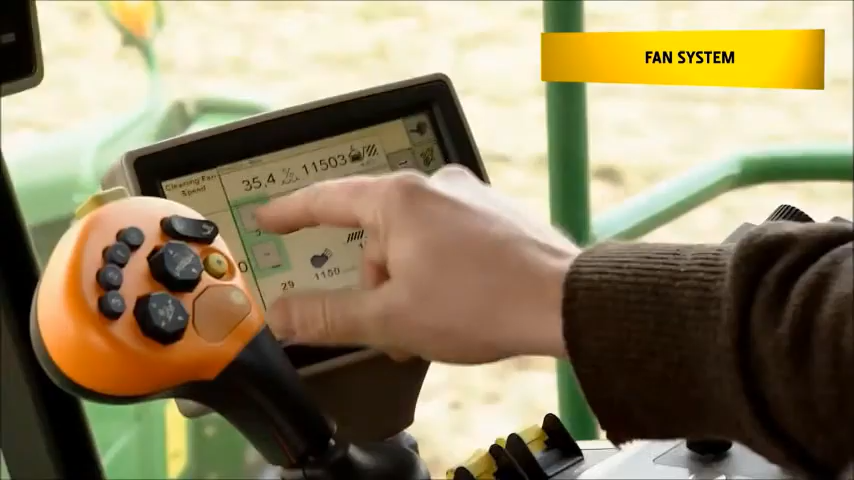 FAN SYSTEM
35.4 % 11503
Cleaning Fan
Speed
1150
29